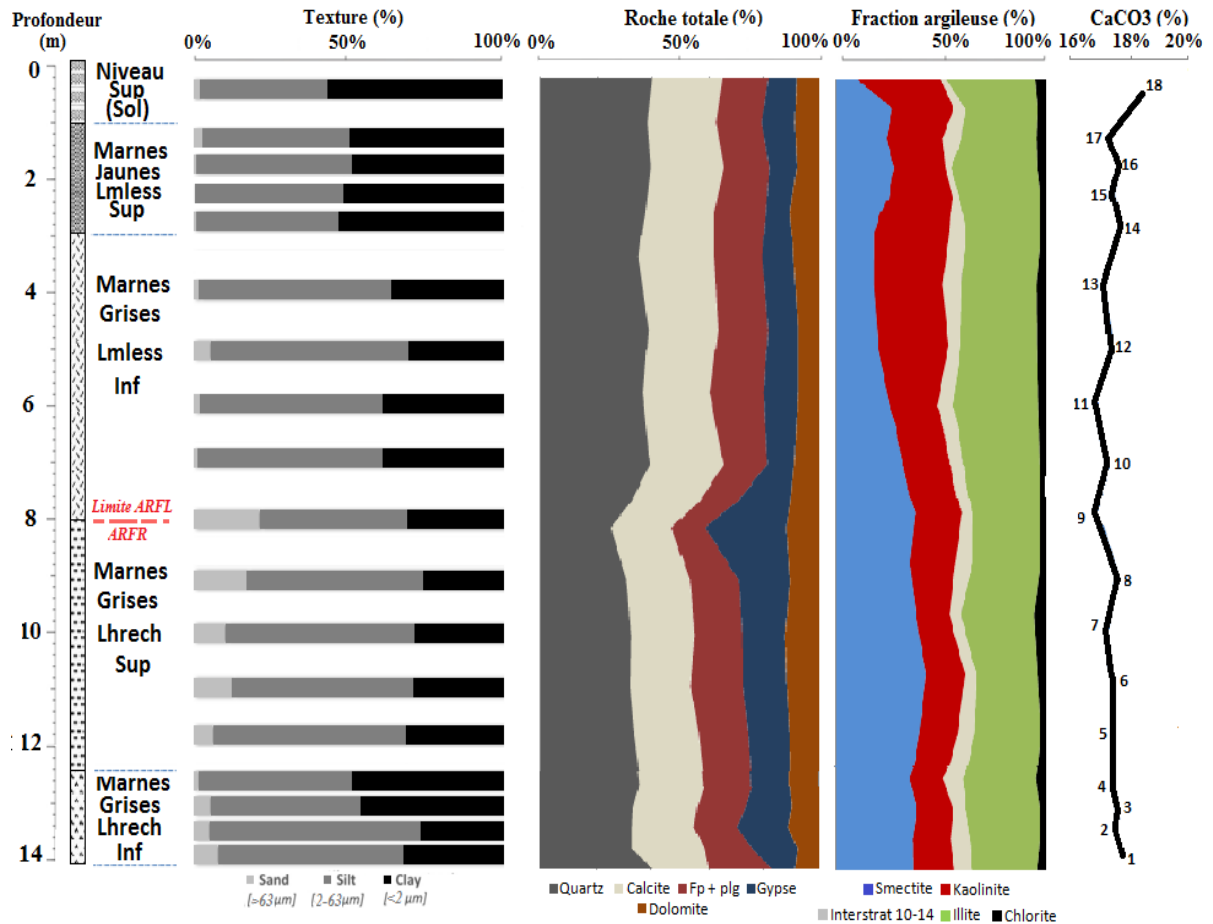 Profondeur
(m)
Texture (%)
Roche totale (%)
Fraction argileuse (%)
CaCO3 (%)
0% 50% 100%
0% 50% 100%
0% 50% 100%
16% 18% 20%
0
2
4
6
8
10
12
14
Niveau
Sup
(Sol)
Marnes
Jaunes
Lmless
Sup
Marnes
Grises
Lmless
Inf
Limite ARFL
ARFR
Marnes
Grises
Lhrech
Sup
Marnes
Grises
Lhrech
Inf
18
17
16
15
14
13
12
11
10
9
8
7
6
5
4
3
2
1
Sand Silt Clay
[>63µm) [2-63µm) [<2 µm)
Quartz Calcite Fp + plg Gypse
Dolomite
Smectite Kaolinite
Interstrat 10-14 Illite Chlorite